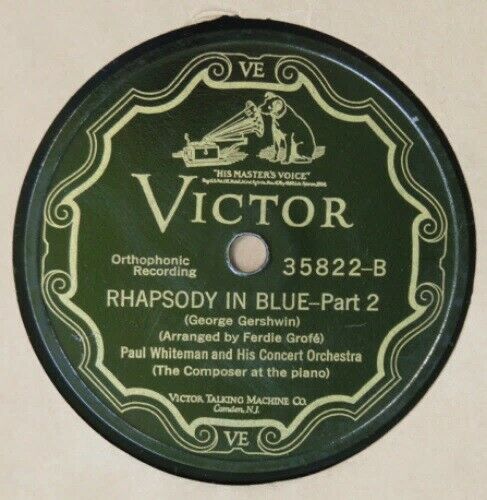 VE
"HIS MASTER'S VOICE"
VICTOR
Orthophonic
Recording
35822-B
RHAPSODY IN BLUE–Part 2
(George Gershwin)
(Arranged by Ferdie Grofé)
Paul Whiteman and His Concert Orchestra
(The Composer at the piano)
VICTOR TALKING MACHINE CO.
Camden, N.J.
VE